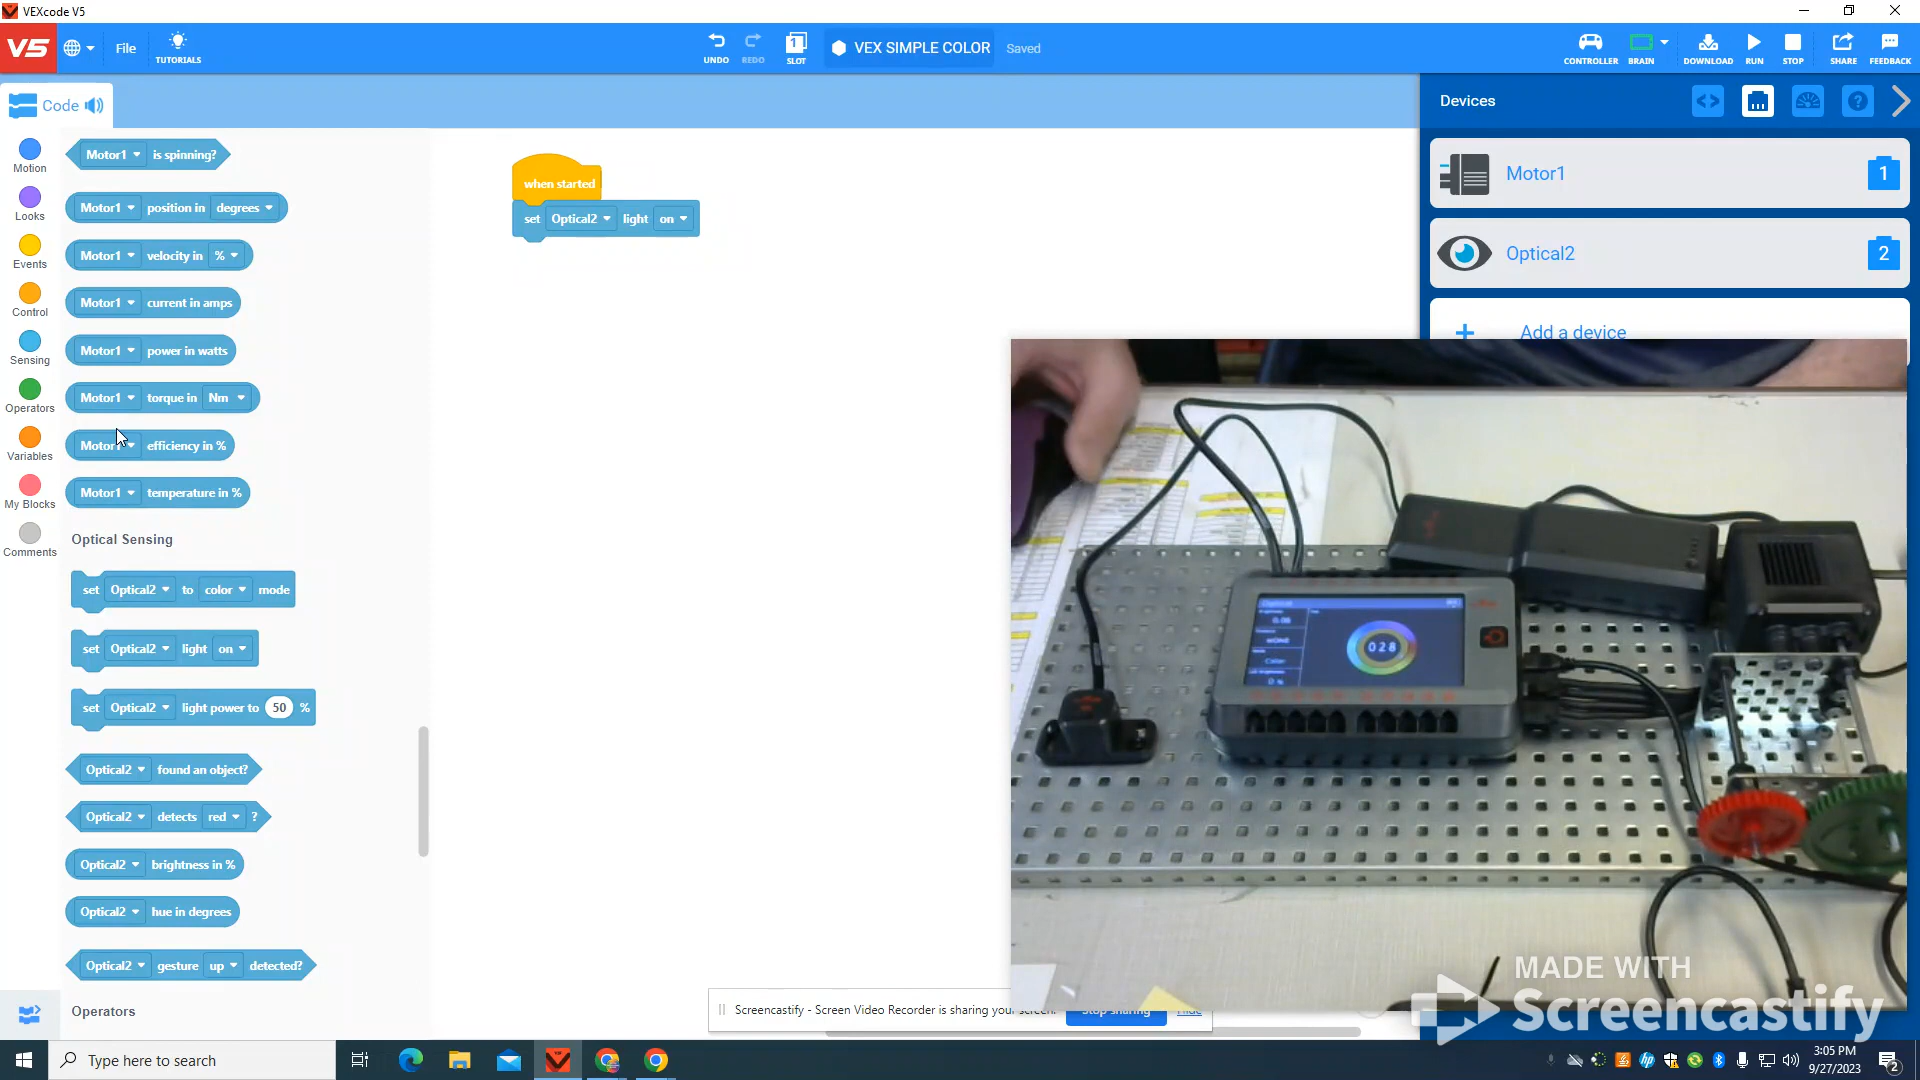 VEXcode V5
V5
File
TUTORIALS
UNDO
REDO
1
SLOT
VEX SIMPLE COLOR
Saved
CONTROLLER
BRAIN
DOWNLOAD
RUN
STOP
SHARE
FEEDBACK
Code
Devices
Motion
Looks
Events
Control
Sensing
Operators
Variables
My Blocks
Comments
Motor1 is spinning?
Motor1 position in degrees
Motor1 velocity in %
Motor1 current in amps
Motor1 power in watts
Motor1 torque in Nm
Motor1 efficiency in %
Motor1 temperature in %
Optical Sensing
set Optical2 to color mode
set Optical2 light on
set Optical2 light power to 50 %
Optical2 found an object?
Optical2 detects red ?
Optical2 brightness in %
Optical2 hue in degrees
Optical2 gesture up detected?
Operators
when started
set Optical2 light on
Motor1 1
Optical2 2
Add a device
028
MADE WITH
Screencastify
Screencastify - Screen Video Recorder is sharing your screen.
Stop sharing
Hide
Type here to search
3:05 PM
9/27/2023
2